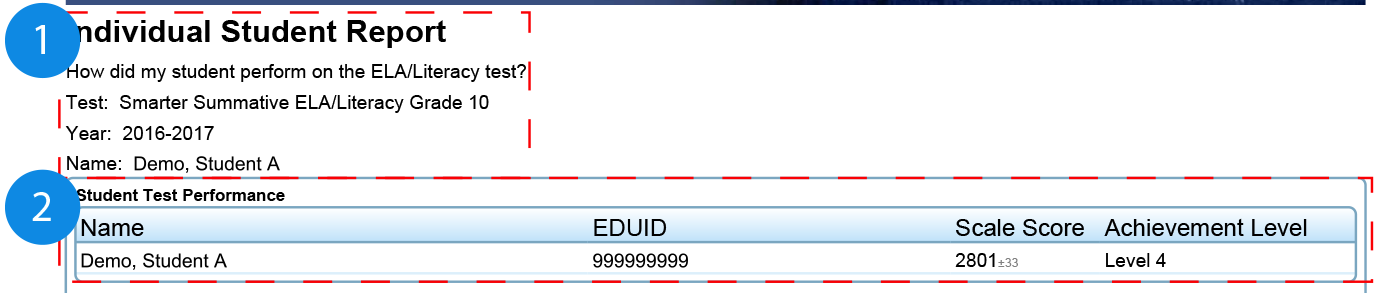 1
Individual Student Report
How did my student perform on the ELA/Literacy test?
Test: Smarter Summative ELA/Literacy Grade 10
Year: 2016-2017
Name: Demo, Student A
2
Student Test Performance
Name EDUID Scale Score Achievement Level
Demo, Student A 999999999 2801±33 Level 4